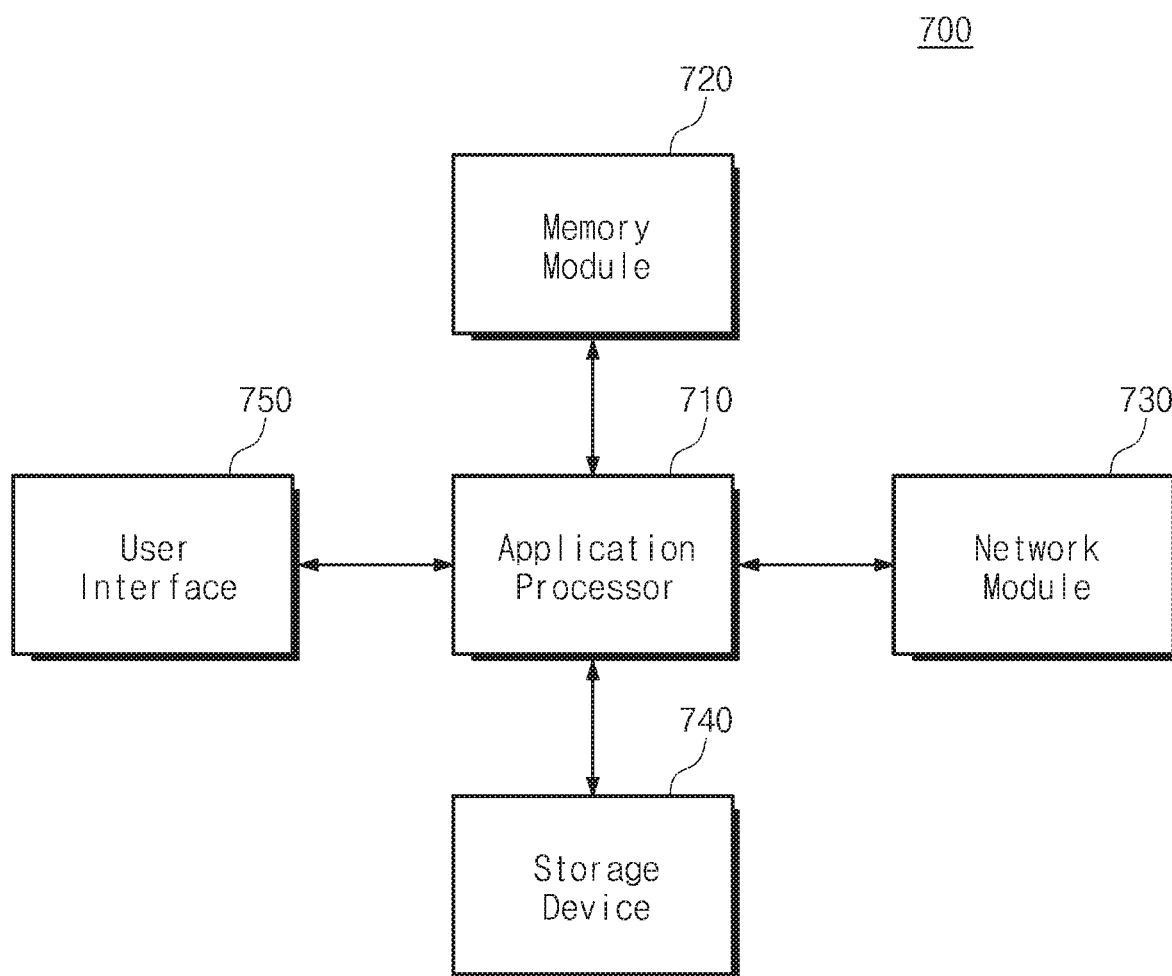 700
720
Memory
Module
750
710
730
User
Interface
Application
Processor
Network
Module
740
Storage
Device